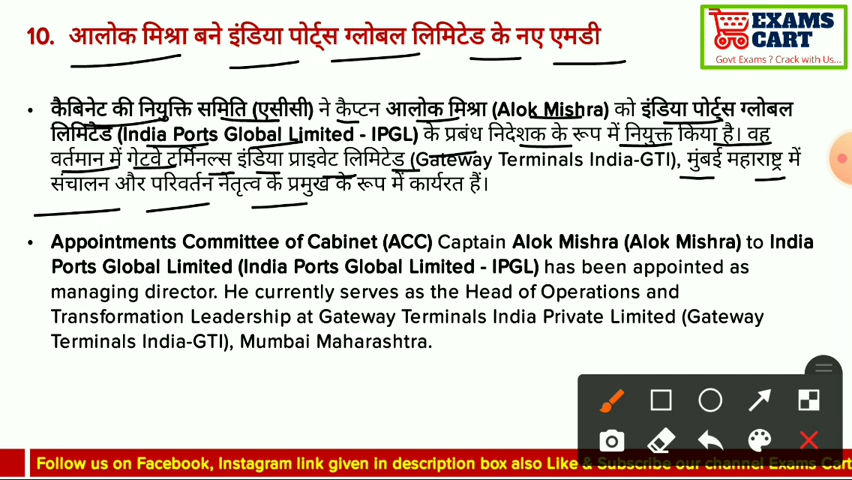 10. आलोक मिश्रा बने इंडिया पोर्ट्स ग्लोबल लिमिटेड के नए एमडी
EXAMS
CART
Govt Exams ? Crack with Us...
• कैबिनेट की नियुक्ति समिति (एसीसी) ने कैप्टन आलोक मिश्रा (Alok Mishra) को इंडिया पोर्ट्स ग्लोबल
लिमिटेड (India Ports Global Limited - IPGL) के प्रबंध निदेशक के रूप में नियुक्त किया है। वह
वर्तमान में गेटवे टर्मिनल्स इंडिया प्राइवेट लिमिटेड (Gateway Terminals India-GTI), मुंबई महाराष्ट्र में
संचालन और परिवर्तन नेतृत्व के प्रमुख के रूप में कार्यरत हैं।
• Appointments Committee of Cabinet (ACC) Captain Alok Mishra (Alok Mishra) to India
Ports Global Limited (India Ports Global Limited - IPGL) has been appointed as
managing director. He currently serves as the Head of Operations and
Transformation Leadership at Gateway Terminals India Private Limited (Gateway
Terminals India-GTI), Mumbai Maharashtra.
Follow us on Facebook, Instagram link given in description box also Like & Subscribe our channel Exams Cart